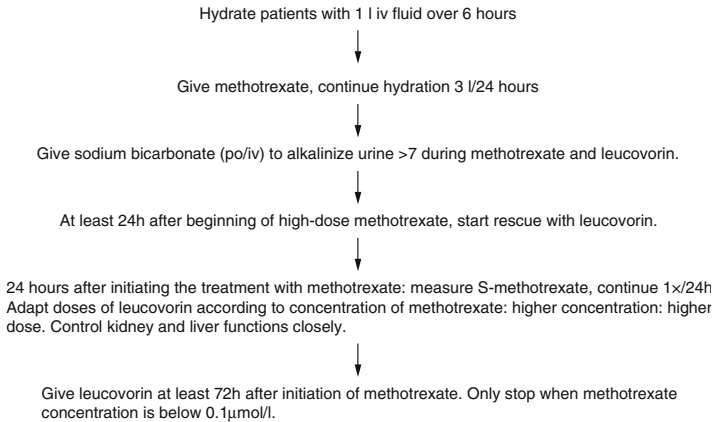 Hydrate patients with 1 l iv fluid over 6 hours
Give methotrexate, continue hydration 3 l/24 hours
Give sodium bicarbonate (po/iv) to alkalinize urine >7 during methotrexate and leucovorin.
At least 24h after beginning of high-dose methotrexate, start rescue with leucovorin.
24 hours after initiating the treatment with methotrexate: measure S-methotrexate, continue 1×/24h
Adapt doses of leucovorin according to concentration of methotrexate: higher concentration: higher
dose. Control kidney and liver functions closely.
Give leucovorin at least 72h after initiation of methotrexate. Only stop when methotrexate
concentration is below 0.1μmol/l.